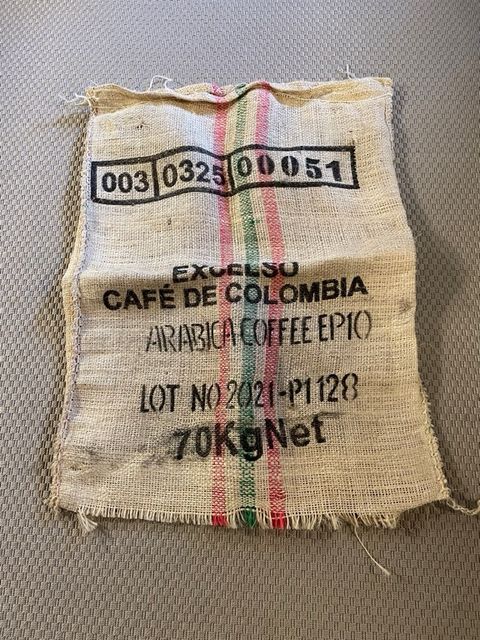 003 0325 00051
EXCELSO
CAFÉ DE COLOMBIA
ARABICA COFFEE EP10
LOT NO 2021-P1128
70KgNet